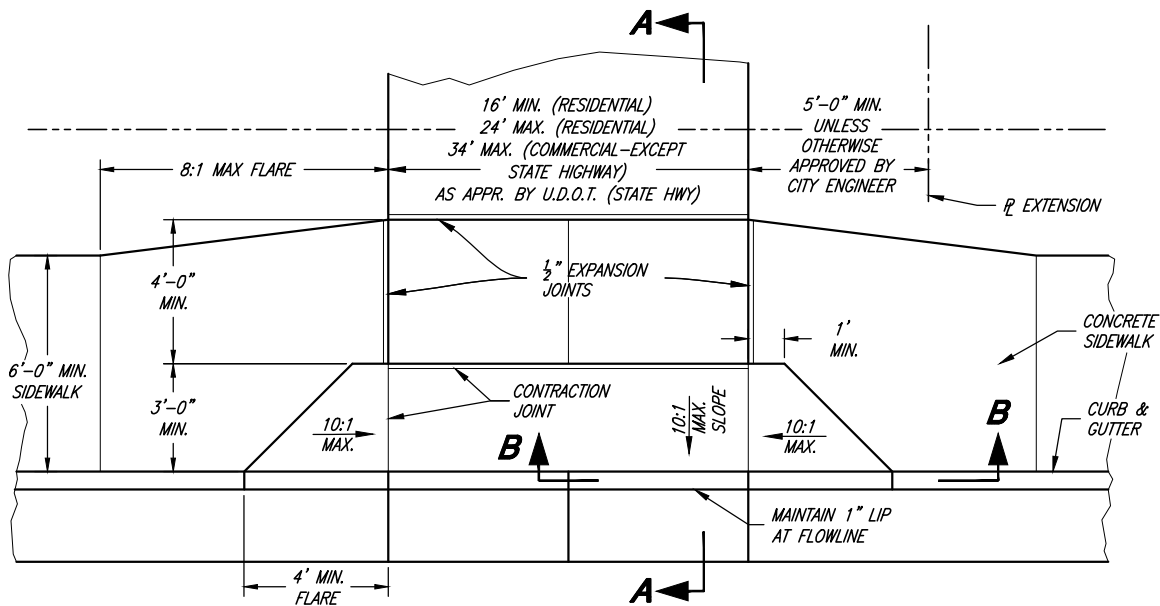 A
16' MIN. (RESIDENTIAL)
24' MAX. (RESIDENTIAL)
34' MAX. (COMMERCIAL-EXCEPT
STATE HIGHWAY)
AS APPR. BY U.D.O.T. (STATE HWY)
5'-0" MIN.
UNLESS
OTHERWISE
APPROVED BY
CITY ENGINEER
8:1 MAX FLARE
℄ EXTENSION
4'-0"
MIN.
1/2" EXPANSION
JOINTS
1'
MIN.
CONCRETE
SIDEWALK
6'-0" MIN.
SIDEWALK
3'-0"
MIN.
CONTRACTION
JOINT
10:1
MAX.
SLOPE
10:1
MAX.
10:1
MAX.
B
B
CURB &
GUTTER
MAINTAIN 1" LIP
AT FLOWLINE
4' MIN.
FLARE
A